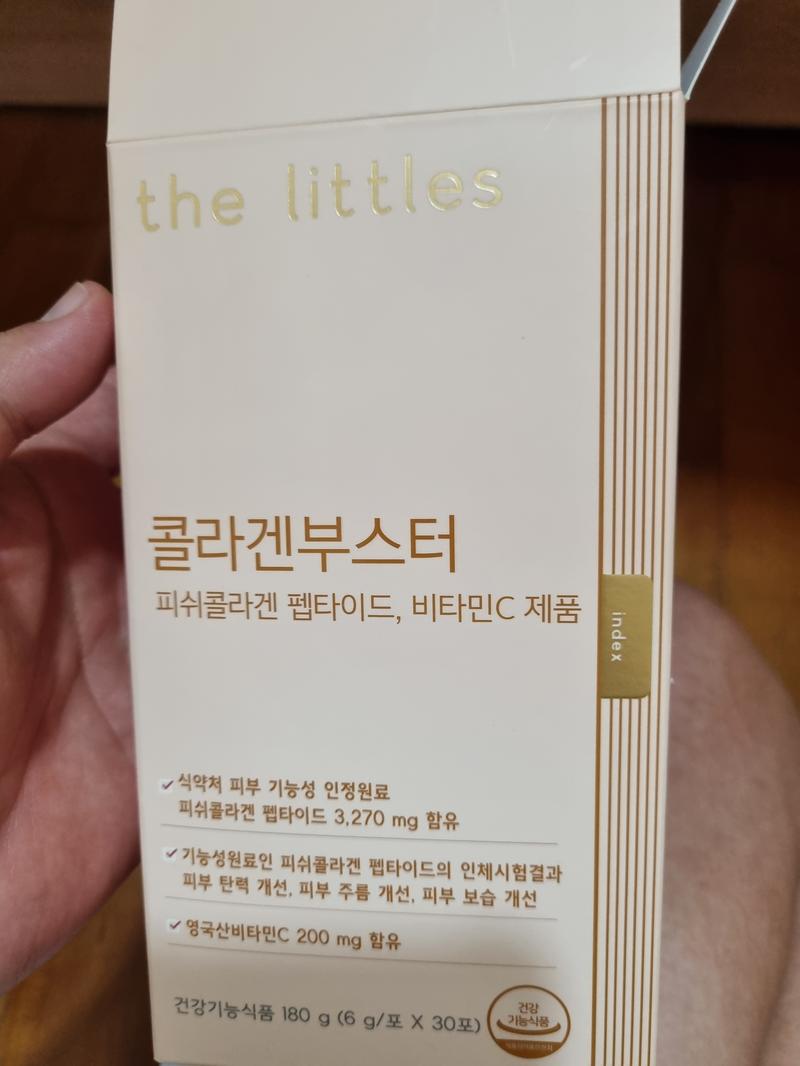 the littles
콜라겐부스터
피쉬콜라겐 펩타이드, 비타민C 제품
index
식약처 피부 기능성 인정원료
피쉬콜라겐 펩타이드 3,270 mg 함유
기능성원료인 피쉬콜라겐 펩타이드의 인체시험결과
피부 탄력 개선, 피부 주름 개선, 피부 보습 개선
영국산비타민C 200 mg 함유
건강기능식품 180 g (6 g/포 X 30포)
건강
기능식품